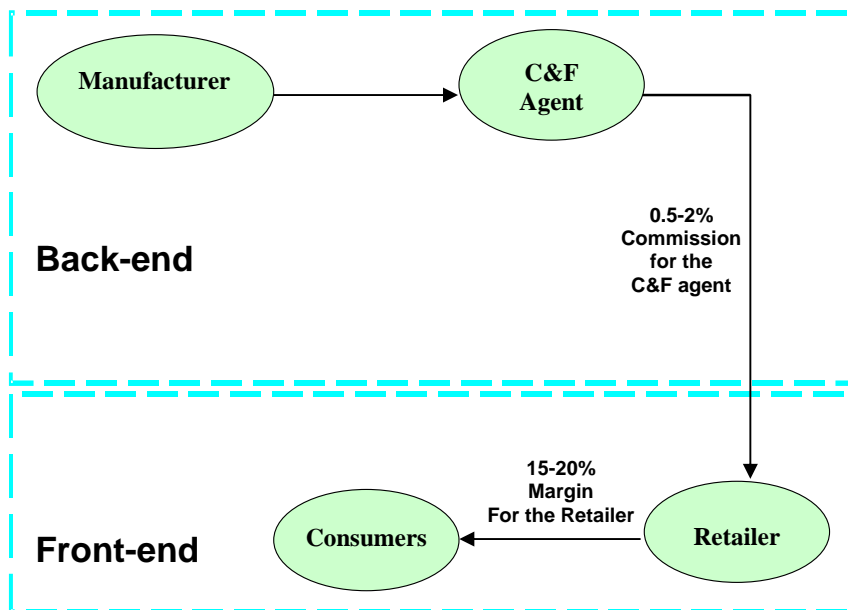 Manufacturer
C&F
Agent
0.5-2%
Commission
for the
C&F agent
Back-end
15-20%
Margin
For the Retailer
Consumers
Retailer
Front-end